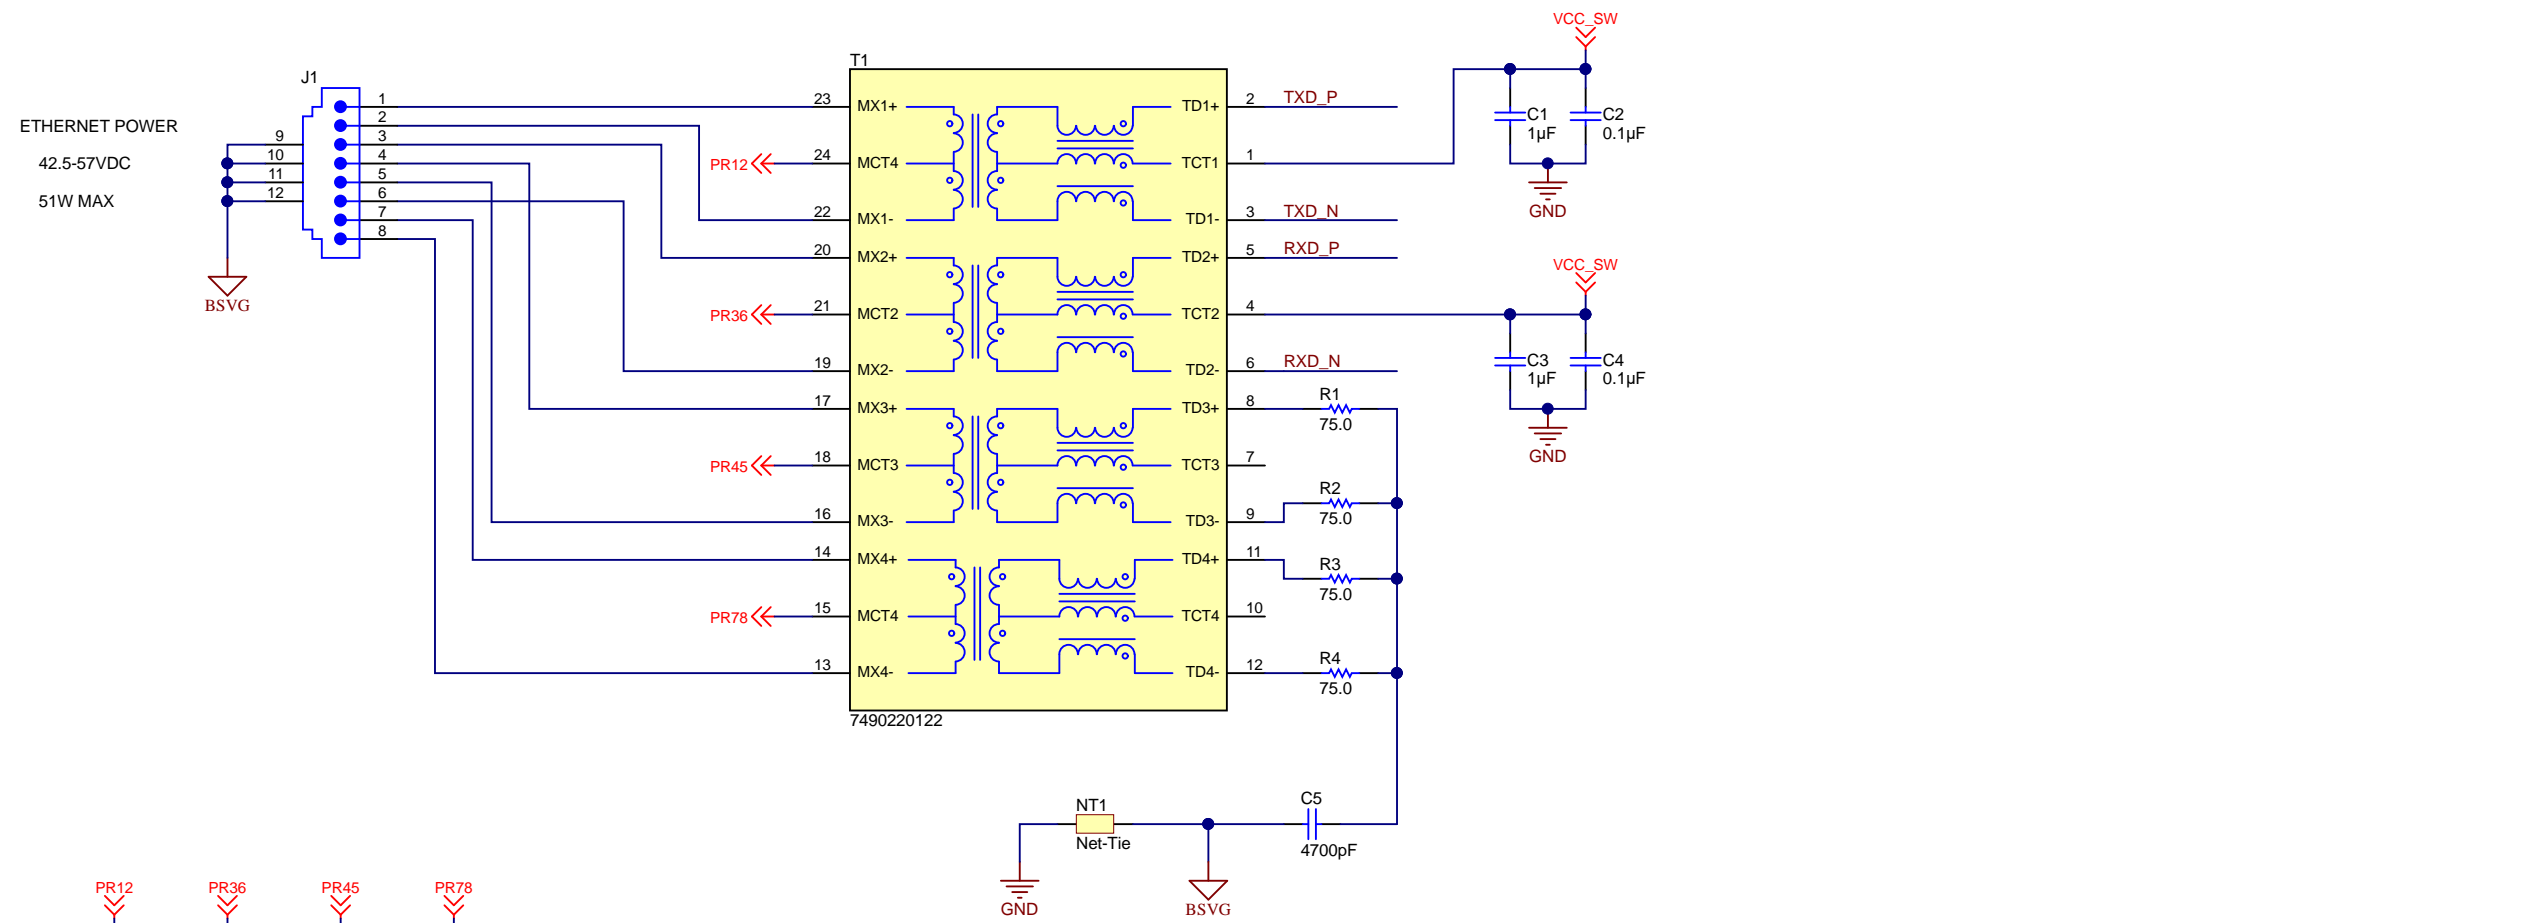 VCC_SW
T1
J1
1
2
3
4
5
6
7
8
9
10
11
12
ETHERNET POWER
42.5-57VDC
51W MAX
BSVG
23 MX1+ TD1+ 2 TXD_P
PR12 24 MCT4 TCT1 1
22 MX1- TD1- 3 TXD_N
20 MX2+ TD2+ 5 RXD_P
PR36 21 MCT2 TCT2 4
19 MX2- TD2- 6 RXD_N
17 MX3+ TD3+ 8
PR45 18 MCT3 TCT3 7
16 MX3- TD3- 9
14 MX4+ TD4+ 11
PR78 15 MCT4 TCT4 10
13 MX4- TD4- 12
7490220122
C1
1µF
C2
0.1µF
GND
VCC_SW
C3
1µF
C4
0.1µF
GND
R1
75.0
R2
75.0
R3
75.0
R4
75.0
NT1
Net-Tie
C5
4700pF
GND
BSVG
PR12 PR36 PR45 PR78